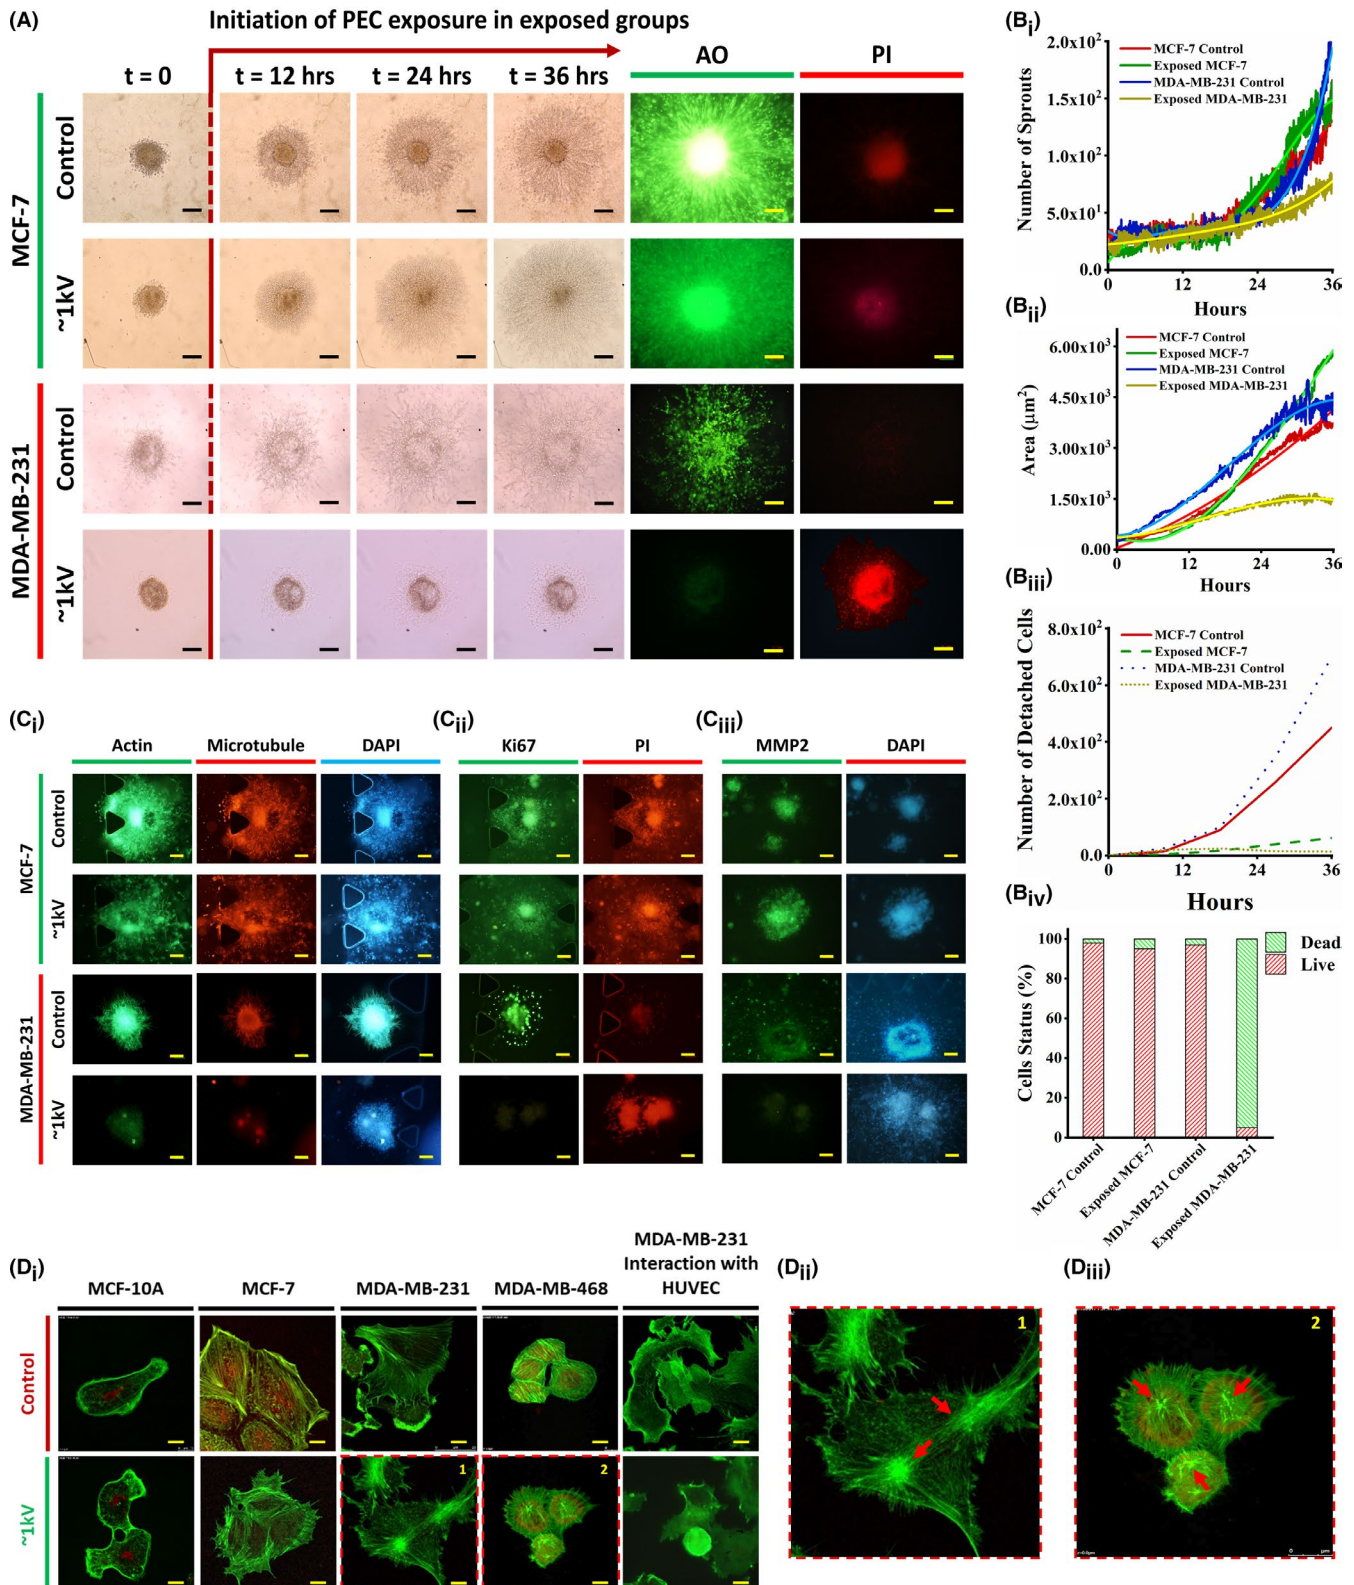 (A)
Initiation of PEC exposure in exposed groups
t = 0
t = 12 hrs
t = 24 hrs
t = 36 hrs
AO
PI
MCF-7
Control
~1kV
MDA-MB-231
Control
~1kV
(Bi)
MCF-7 Control
Exposed MCF-7
MDA-MB-231 Control
Exposed MDA-MB-231
Number of Sprouts
2.0x10²
1.5x10²
1.0x10²
5.0x10¹
0.0
0 12 24 36
Hours
(Bii)
MCF-7 Control
Exposed MCF-7
MDA-MB-231 Control
Exposed MDA-MB-231
Area (μm²)
6.00x10³
4.50x10³
3.00x10³
1.50x10³
0.00
0 12 24 36
Hours
(Biii)
MCF-7 Control
Exposed MCF-7
MDA-MB-231 Control
Exposed MDA-MB-231
Number of Detached Cells
8.0x10²
6.0x10²
4.0x10²
2.0x10²
0.0
0 12 24 36
Hours
(Biv)
Dead
Live
Cells Status (%)
100
80
60
40
20
0
MCF-7 Control
Exposed MCF-7
MDA-MB-231 Control
Exposed MDA-MB-231
(Ci)
Actin
Microtubule
DAPI
(Cii)
Ki67
PI
(Ciii)
MMP2
DAPI
MCF-7
Control
~1kV
MDA-MB-231
Control
~1kV
(Di)
MCF-10A
MCF-7
MDA-MB-231
MDA-MB-468
MDA-MB-231
Interaction with
HUVEC
Control
~1kV
1
2
(Dii)
1
(Diii)
2